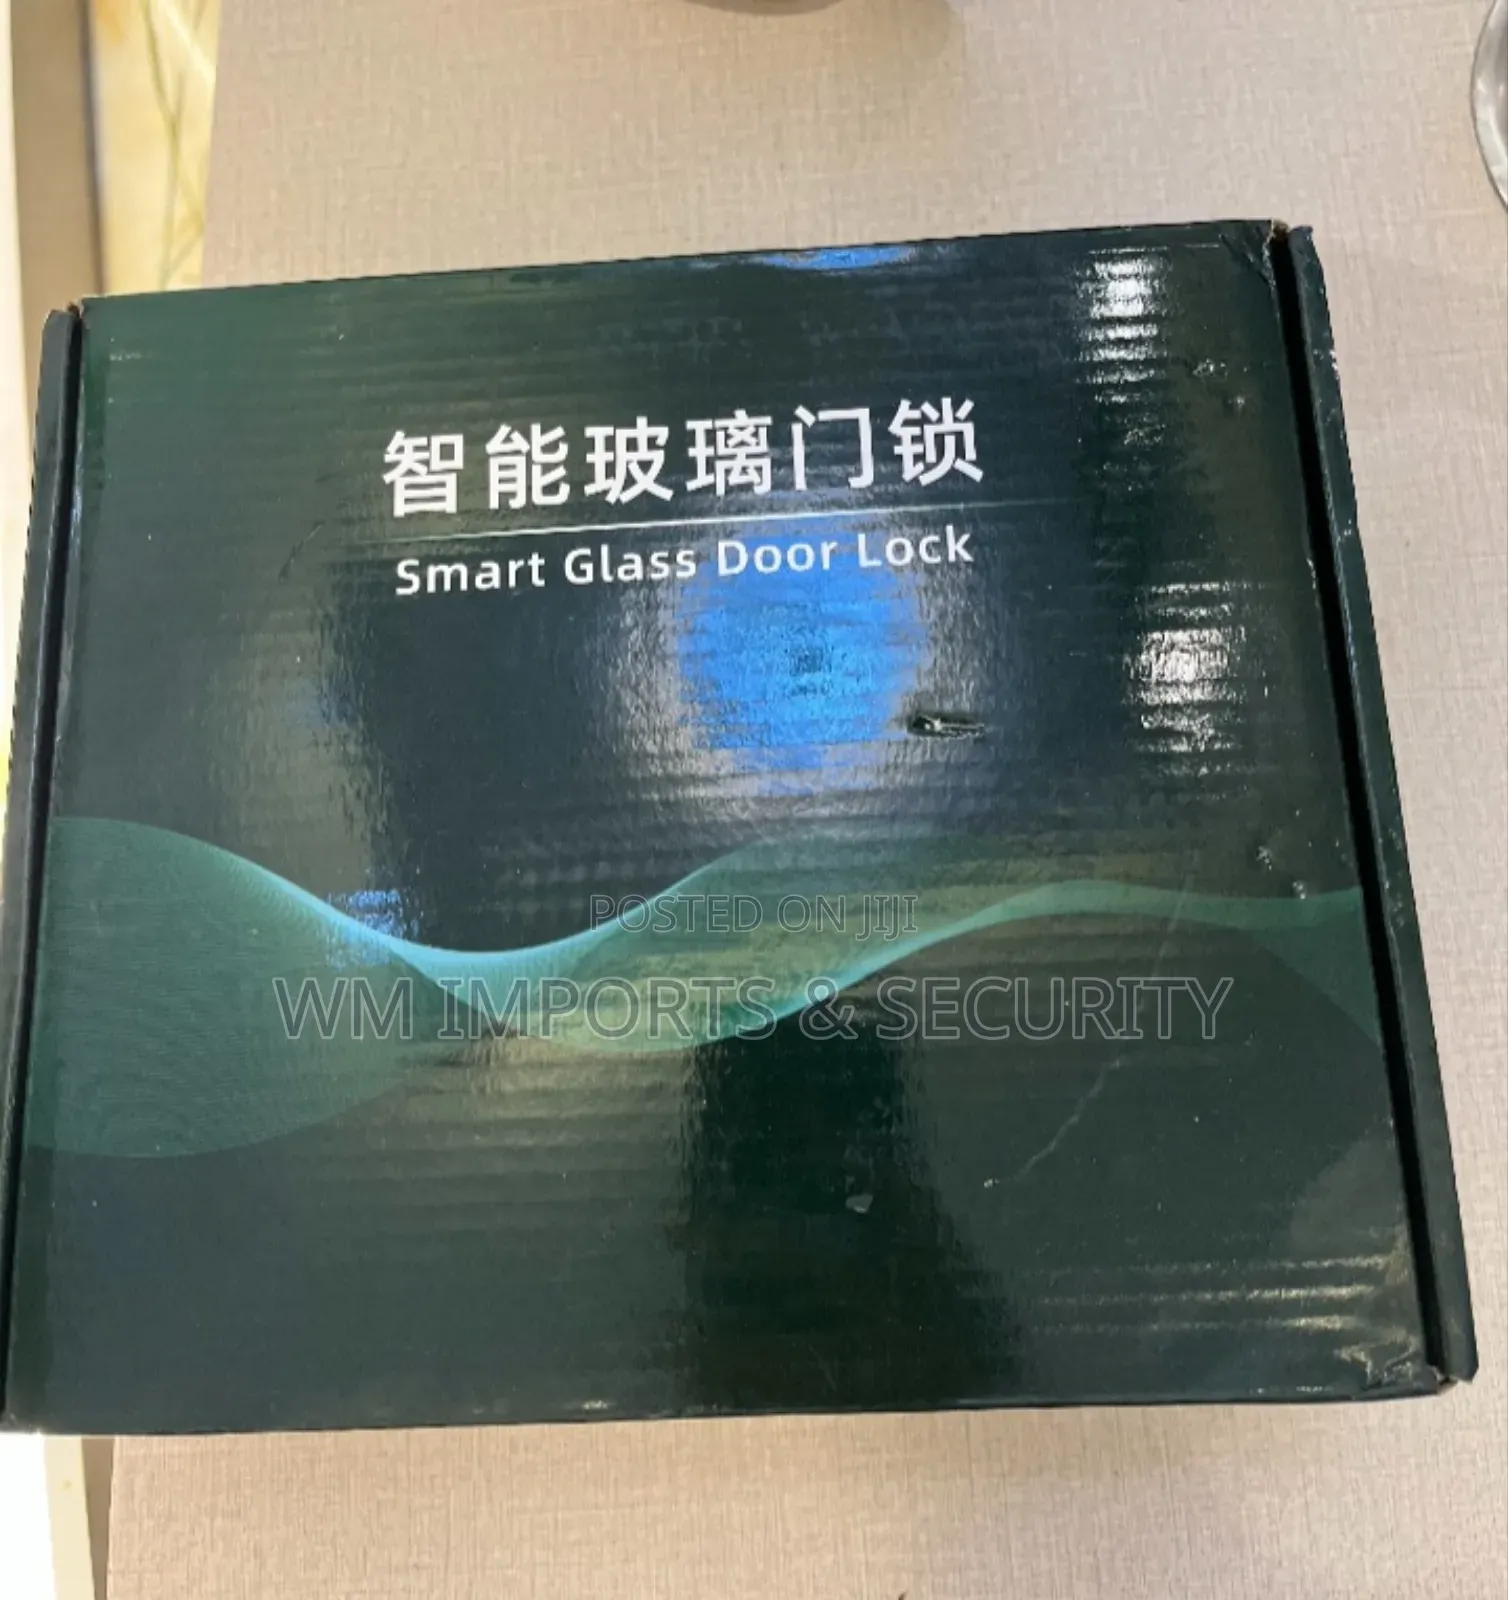 智能玻璃门锁
Smart Glass Door Lock
POSTED ON JIJI
WM IMPORTS & SECURITY